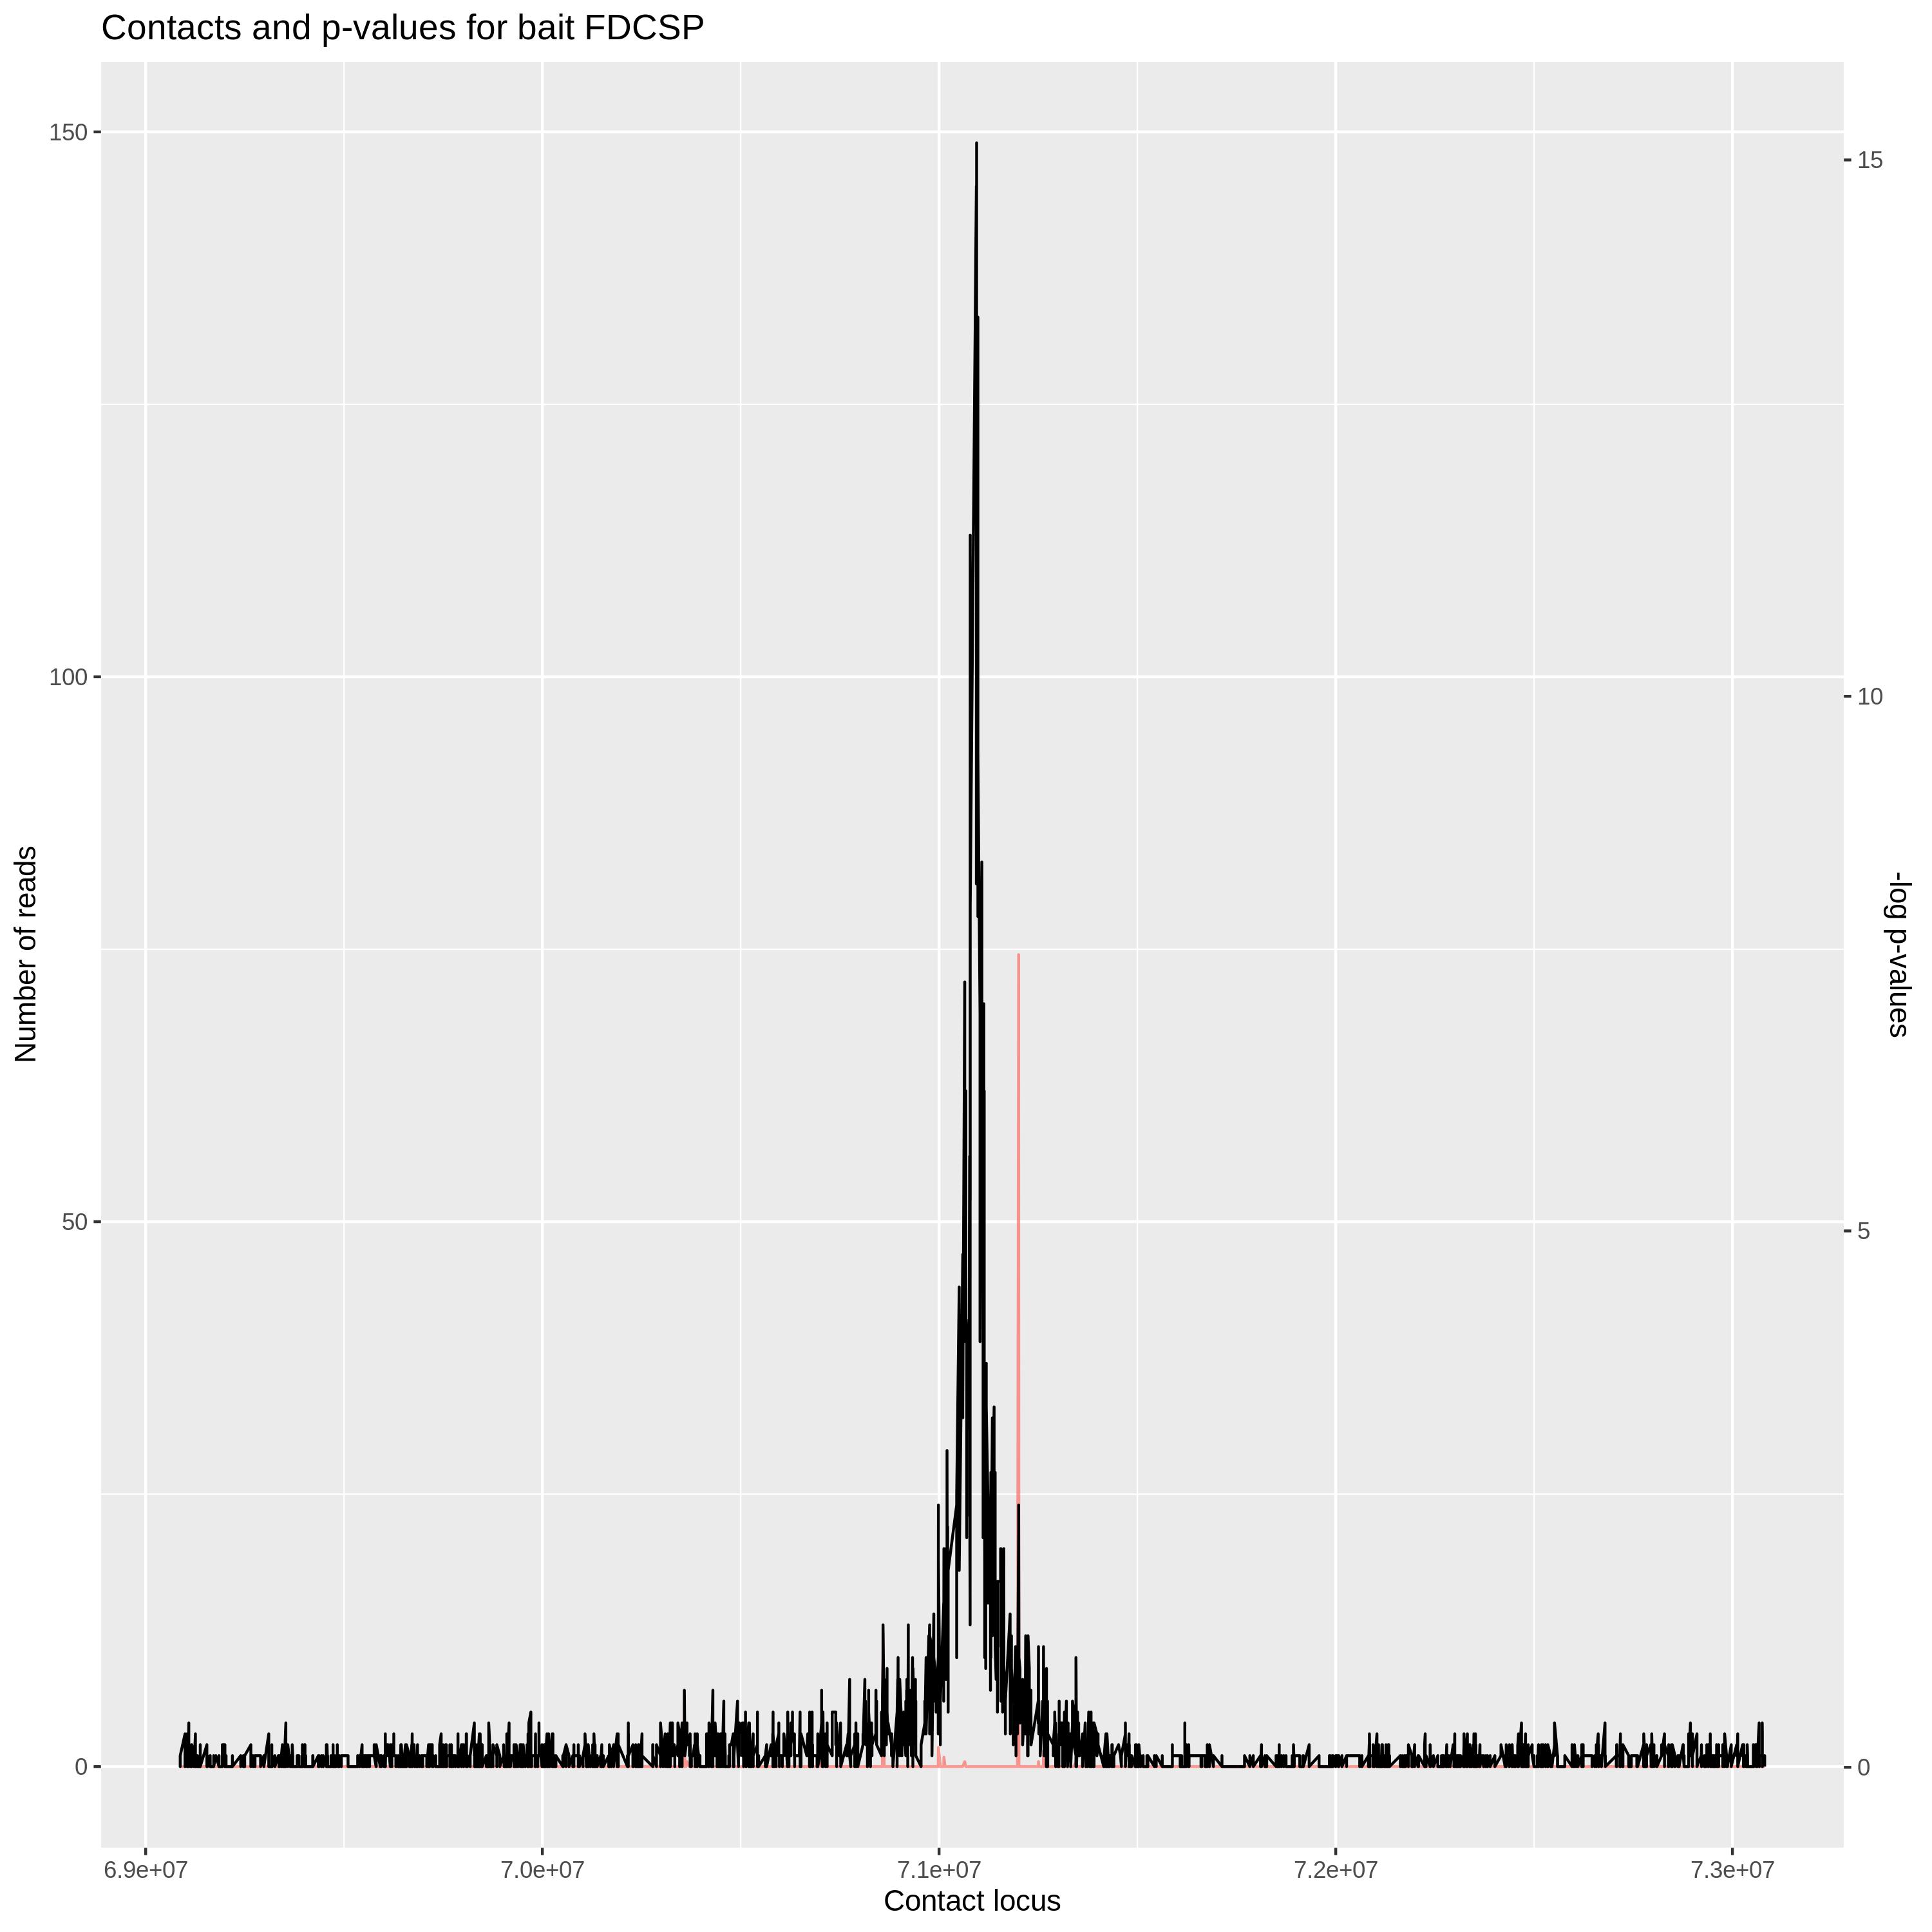 Contacts and p-values for bait FDCSP
150
100
50
0
Number of reads
15
10
5
0
-log p-values
6.9e+07
7.0e+07
7.1e+07
7.2e+07
7.3e+07
Contact locus